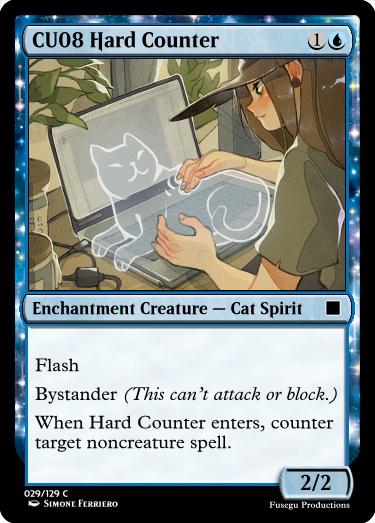 CU08 Hard Counter 1
Enchantment Creature — Cat Spirit
Flash
Bystander (This can't attack or block.)
When Hard Counter enters, counter
target noncreature spell.
2/2
029/129 C
Simone Ferriero
Fusegu Productions